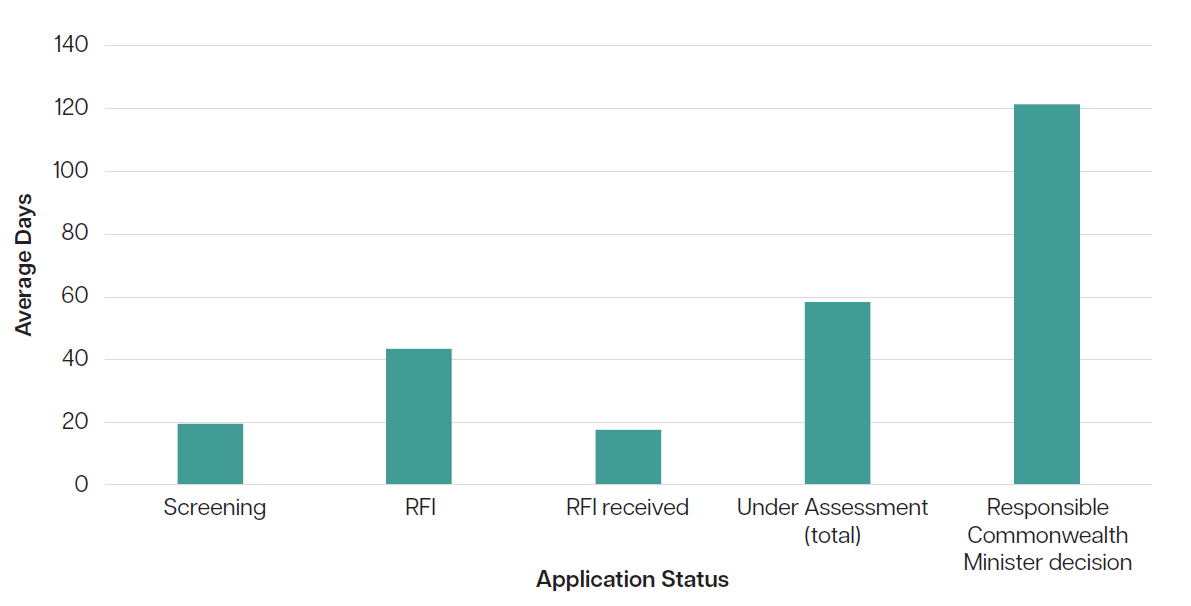 140
120
100
80
60
40
20
0
Average Days
Screening
RFI
RFI received
Under Assessment
(total)
Responsible
Commonwealth
Minister decision
Application Status